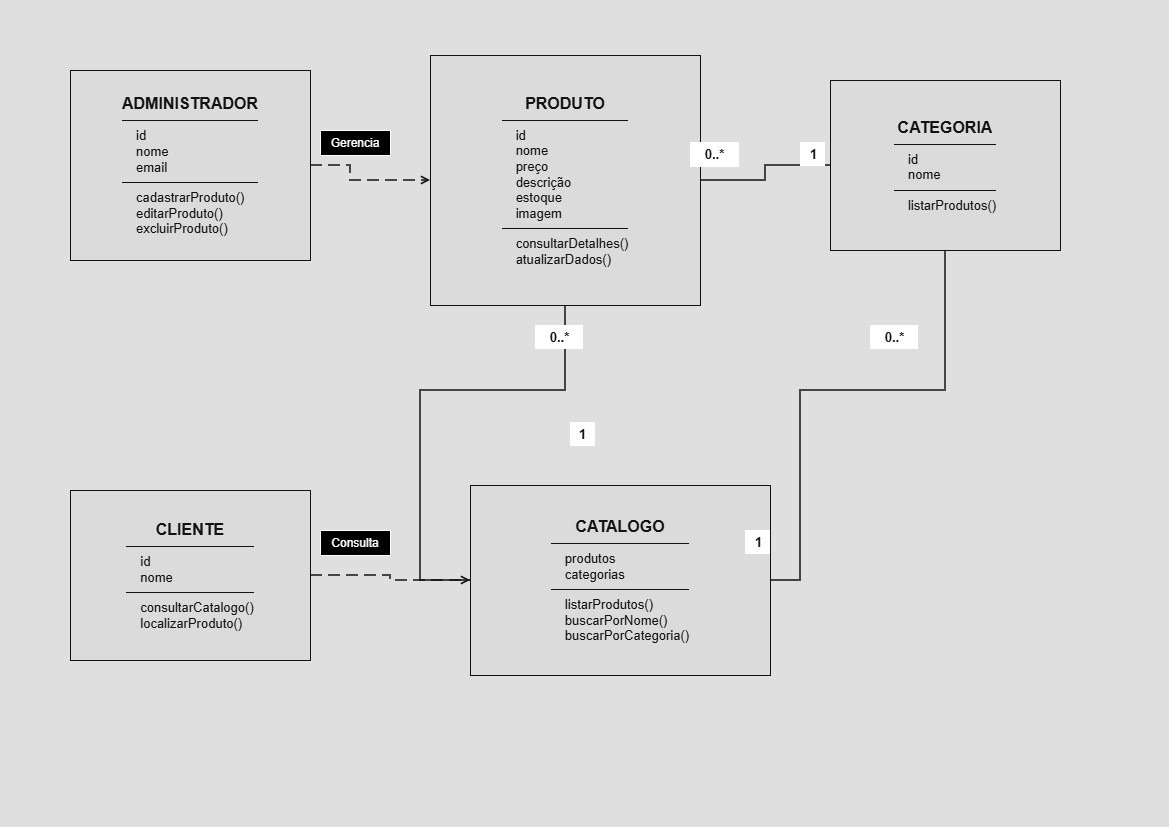 ADMINISTRADOR
id
nome
email
cadastrarProduto()
editarProduto()
excluirProduto()
Gerencia
PRODUTO
id
nome
preço
descrição
estoque
imagem
consultarDetalhes()
atualizarDados()
0..*
1
CATEGORIA
id
nome
listarProdutos()
0..*
0..*
1
CLIENTE
id
nome
consultarCatalogo()
localizarProduto()
Consulta
CATALOGO
produtos
categorias
listarProdutos()
buscarPorNome()
buscarPorCategoria()
1